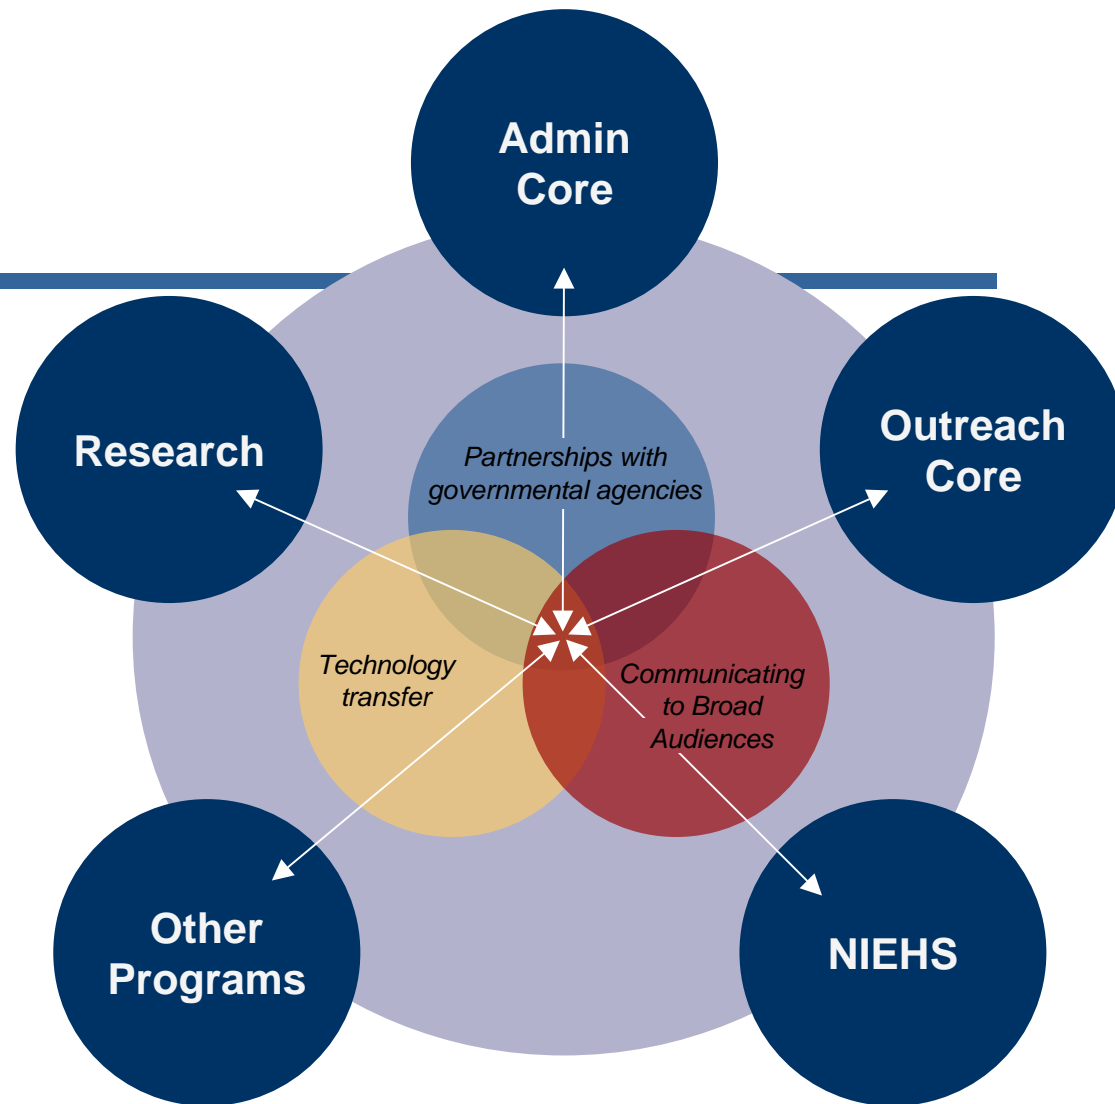 Admin
Core
Research
Outreach
Core
Partnerships with
governmental agencies
Technology
transfer
Communicating
to Broad
Audiences
Other
Programs
NIEHS